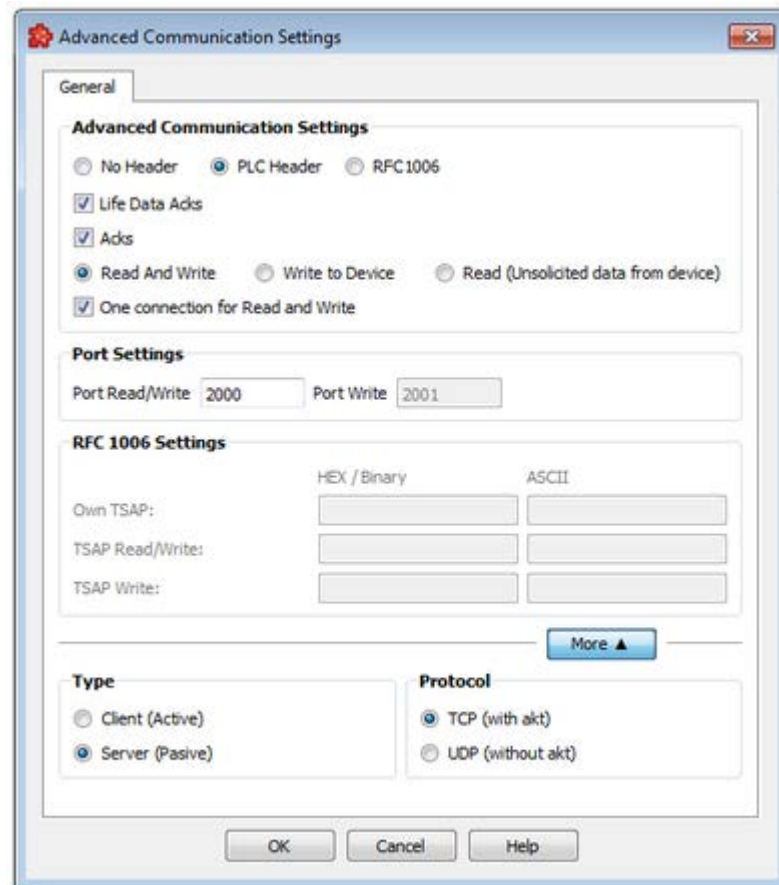 Advanced Communication Settings
General
Advanced Communication Settings
No Header PLC Header RFC1006
Life Data Acks
Acks
Read And Write Write to Device Read (Unsolicited data from device)
One connection for Read and Write
Port Settings
Port Read/Write 2000 Port Write 2001
RFC 1006 Settings
HEX / Binary ASCII
Own TSAP:
TSAP Read/Write:
TSAP Write:
More ▲
Type Protocol
Client (Active) TCP (with akt)
Server (Pasive) UDP (without akt)
OK Cancel Help